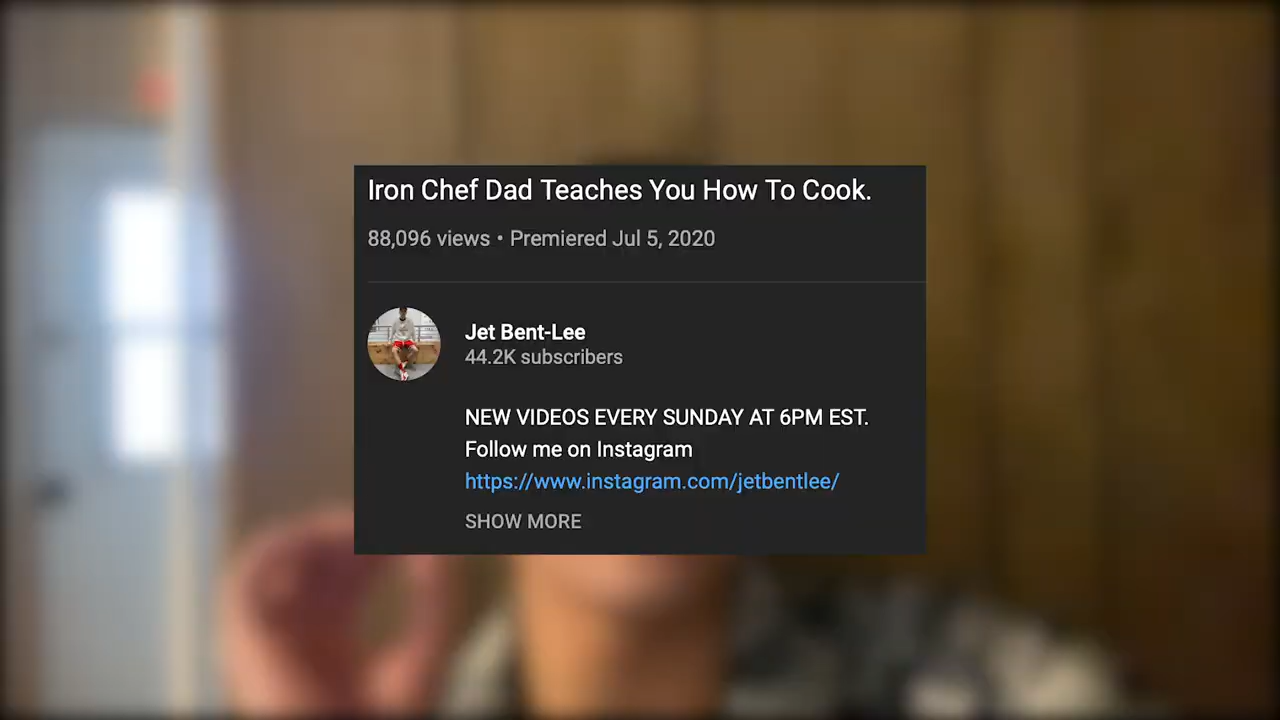 Iron Chef Dad Teaches You How To Cook.
88,096 views • Premiered Jul 5, 2020
Jet Bent-Lee
44.2K subscribers
NEW VIDEOS EVERY SUNDAY AT 6PM EST.
Follow me on Instagram
https://www.instagram.com/jetbentlee/
SHOW MORE